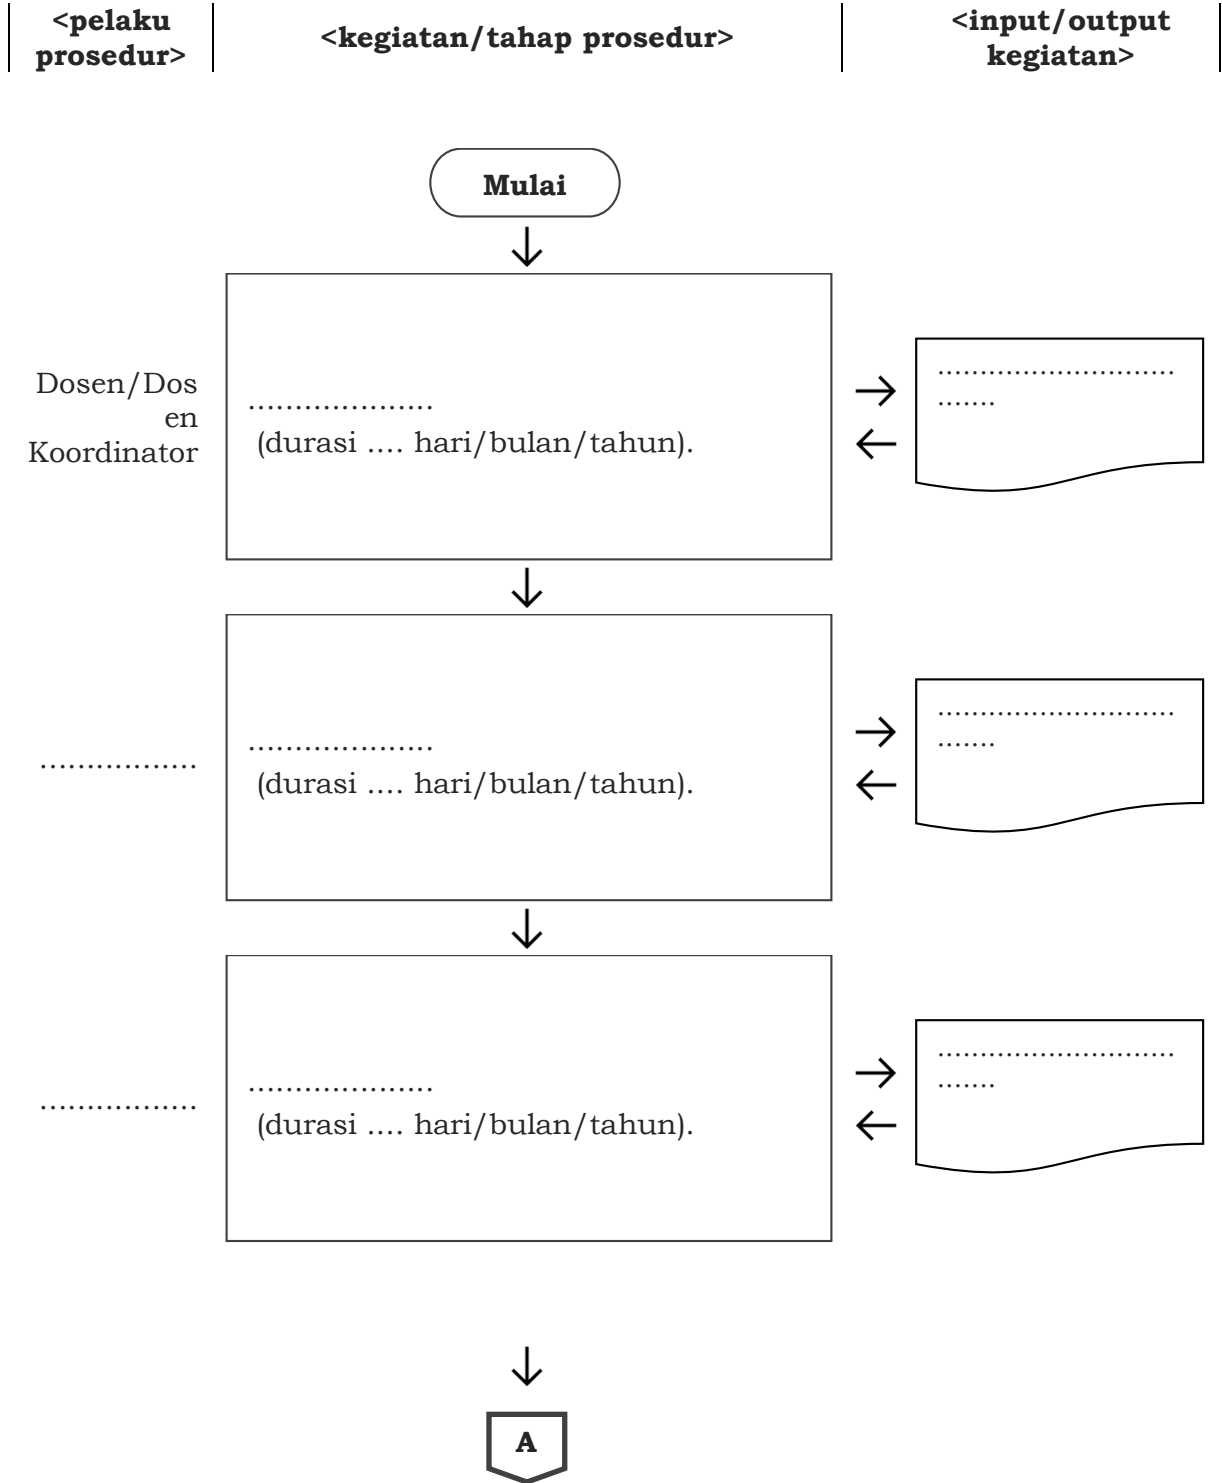 <pelaku
prosedur>
<kegiatan/tahap prosedur>
<input/output
kegiatan>
Mulai
Dosen/Dos
en
Koordinator
....................
(durasi .... hari/bulan/tahun).
...........................
.......
.................
....................
(durasi .... hari/bulan/tahun).
...........................
.......
.................
....................
(durasi .... hari/bulan/tahun).
...........................
.......
A